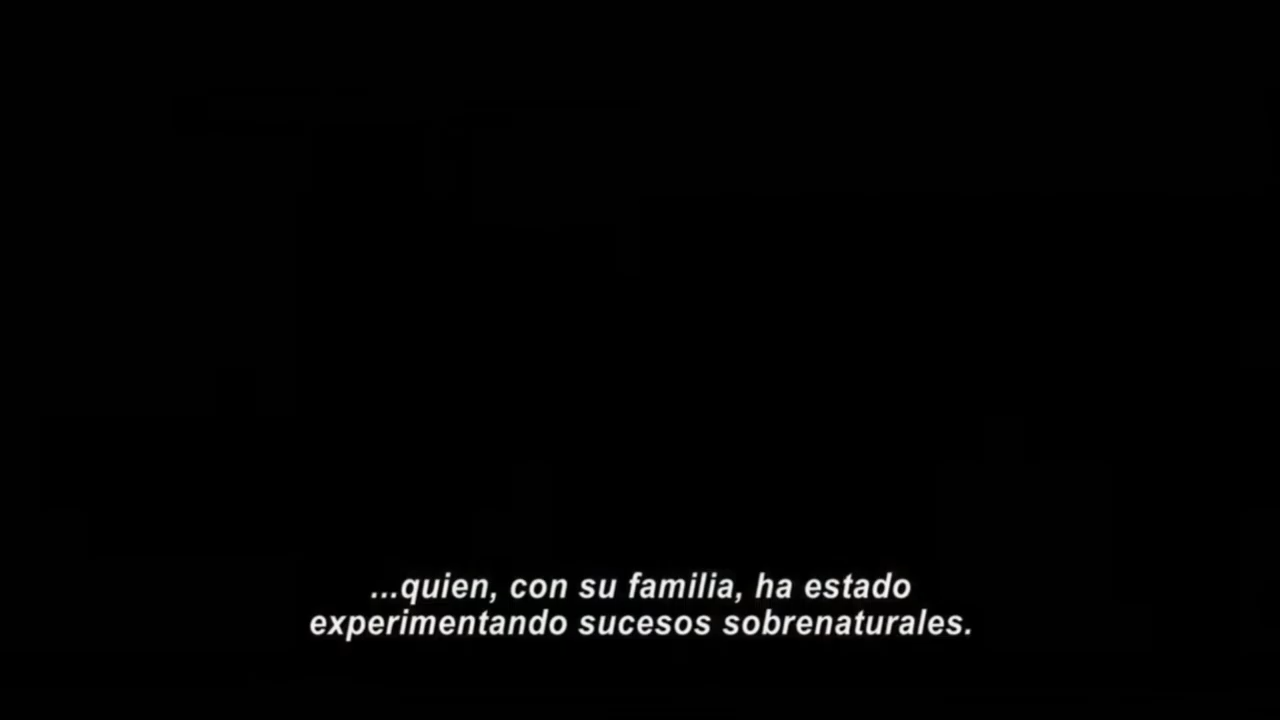 ...quien, con su familia, ha estado
experimentando sucesos sobrenaturales.